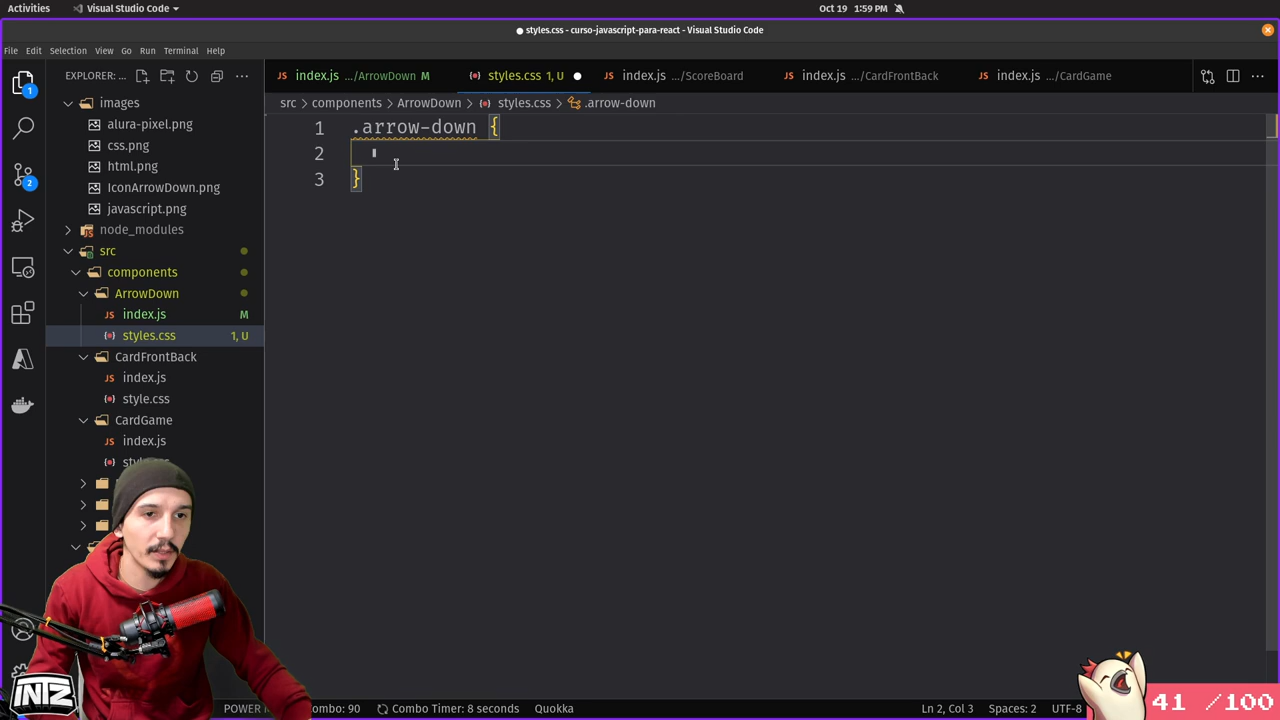 Activities
Visual Studio Code
Oct 19 1:59 PM
styles.css - curso-javascript-para-react - Visual Studio Code
File Edit Selection View Go Run Terminal Help
EXPLORER: ...
index.js .../ArrowDown M
styles.css 1, U
index.js .../ScoreBoard
index.js .../CardFrontBack
index.js .../CardGame
src > components > ArrowDown > styles.css > .arrow-down
1 .arrow-down {
2
3 }
images
alura-pixel.png
css.png
html.png
IconArrowDown.png
javascript.png
node_modules
src
components
ArrowDown
index.js M
styles.css 1, U
CardFrontBack
index.js
style.css
CardGame
index.js
1
2
INTZ
POWER
ombo: 90
Combo Timer: 8 seconds
Quokka
Ln 2, Col 3
Spaces: 2
UTF-8
41 /100